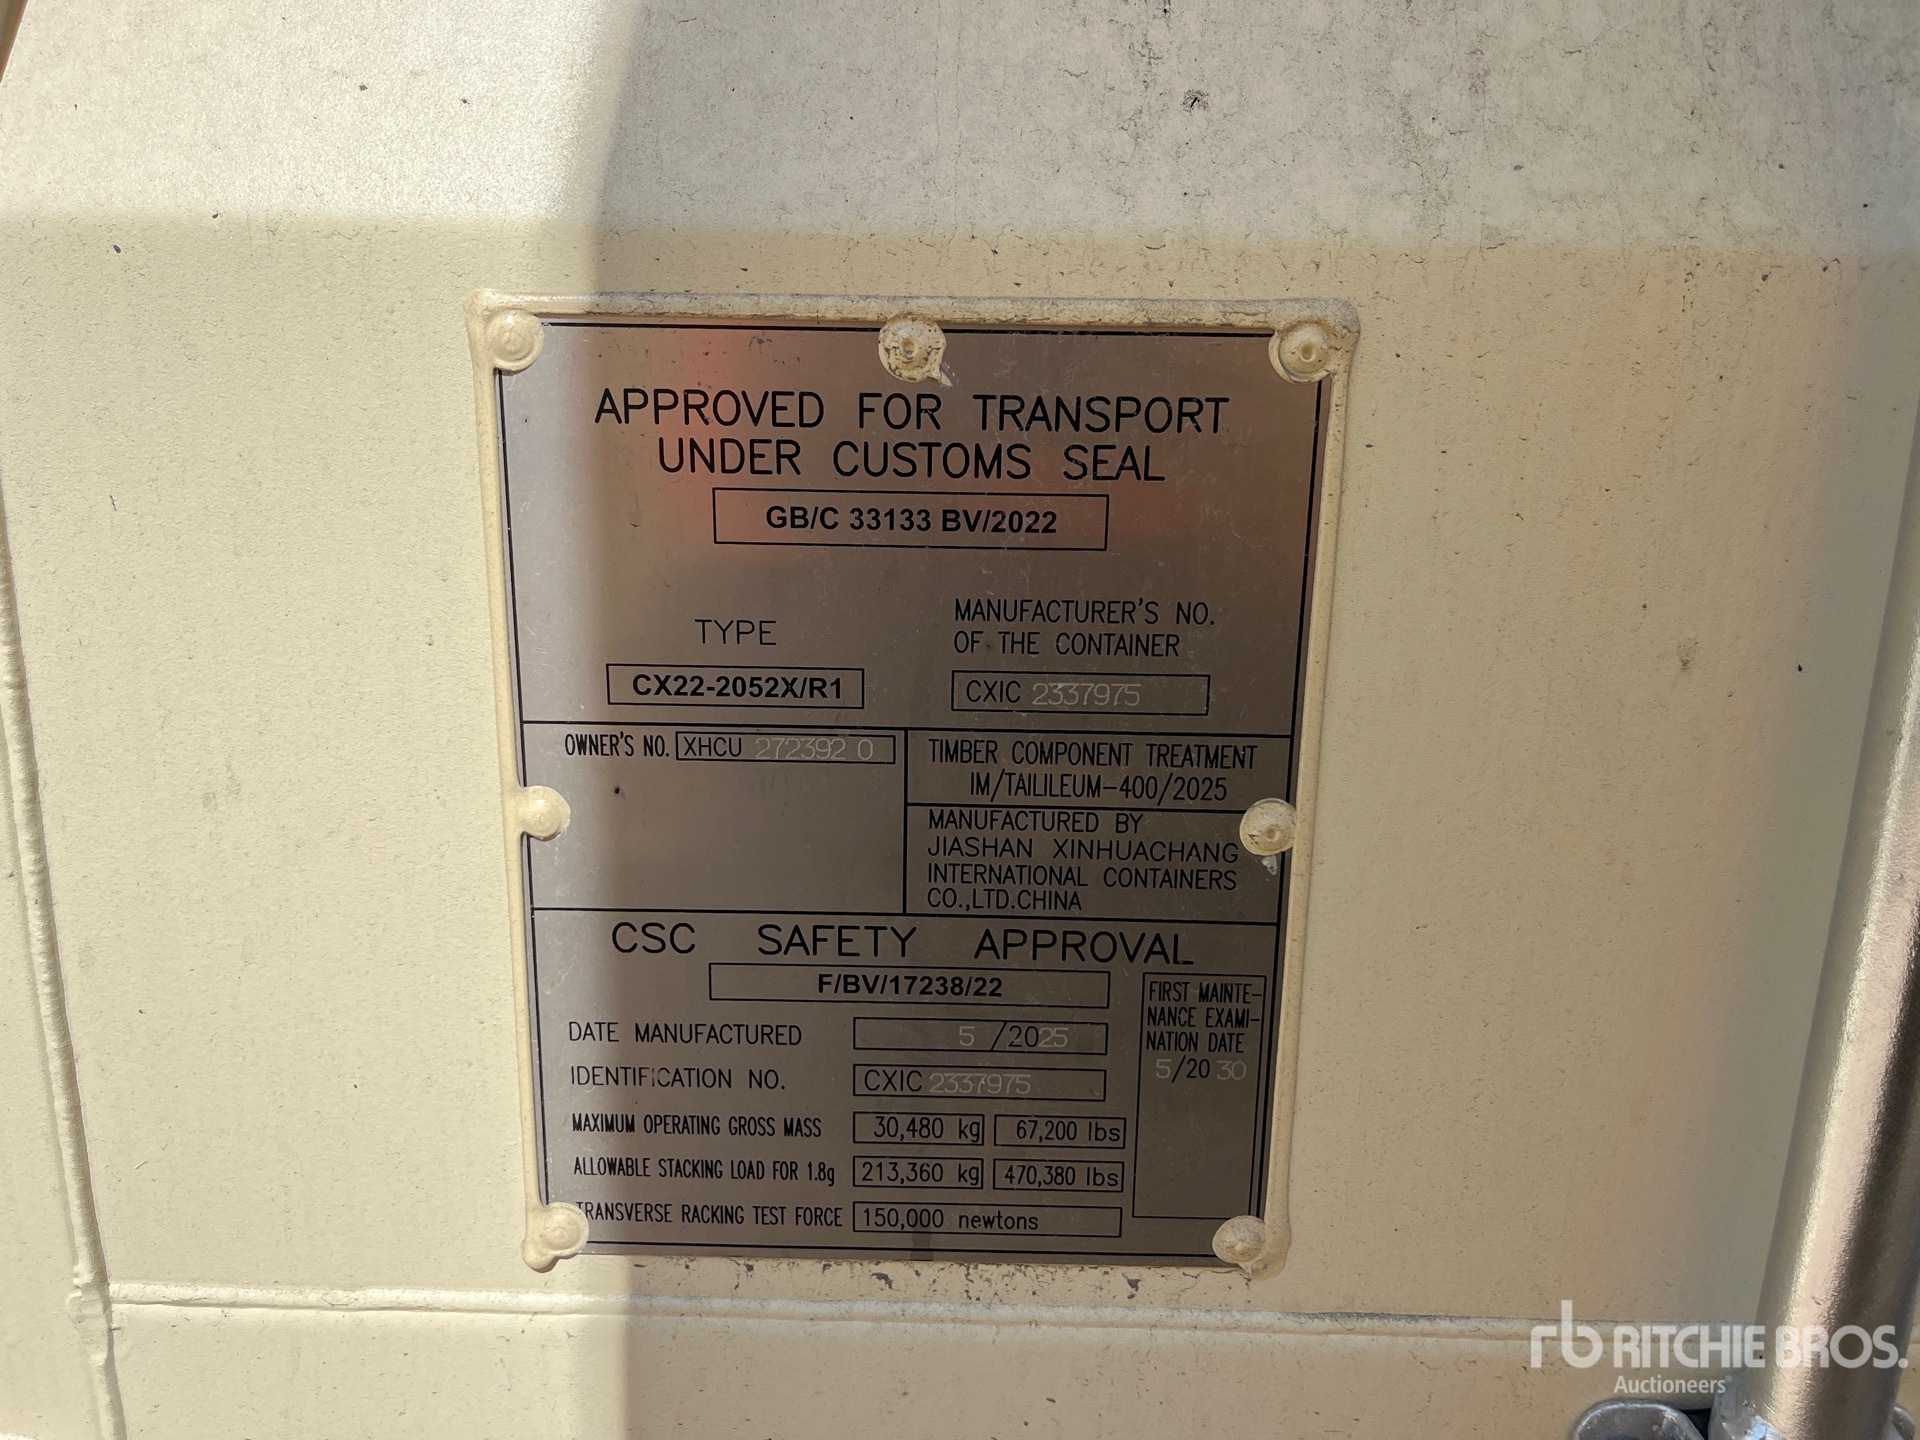 APPROVED FOR TRANSPORT
UNDER CUSTOMS SEAL
GB/C 33133 BV/2022
TYPE
CX22-2052X/R1
MANUFACTURER'S NO.
OF THE CONTAINER
CXIC 2337975
OWNER'S NO. XHCU 272392 0
TIMBER COMPONENT TREATMENT
IM/TAILILEUM-400/2025
MANUFACTURED BY
JIASHAN XINHUACHANG
INTERNATIONAL CONTAINERS
CO.,LTD.CHINA
CSC SAFETY APPROVAL
F/BV/17238/22
DATE MANUFACTURED 5/2025
IDENTIFICATION NO. CXIC 2337975
MAXIMUM OPERATING GROSS MASS 30,480 kg 67,200 lbs
ALLOWABLE STACKING LOAD FOR 1.8g 213,360 kg 470,380 lbs
TRANSVERSE RACKING TEST FORCE 150,000 newtons
FIRST MAINTE-
NANCE EXAMI-
NATION DATE
5/20 30
rb RITCHIE BROS.
Auctioneers